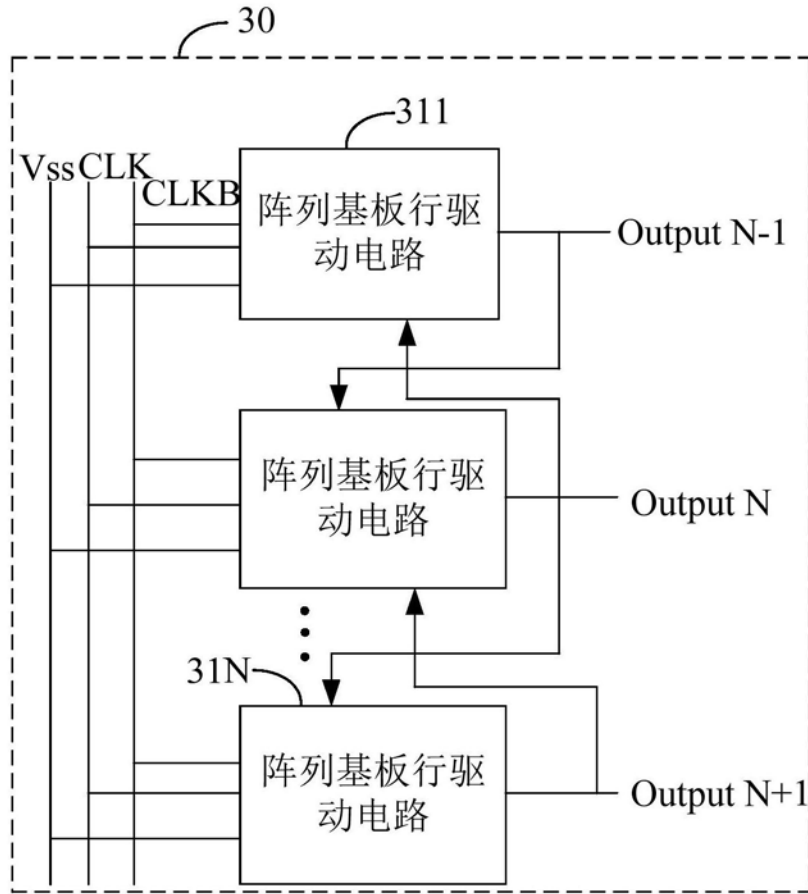 30
311
Vss CLK
CLKB
阵列基板行驱
动电路
Output N-1
阵列基板行驱
动电路
Output N
31N
阵列基板行驱
动电路
Output N+1